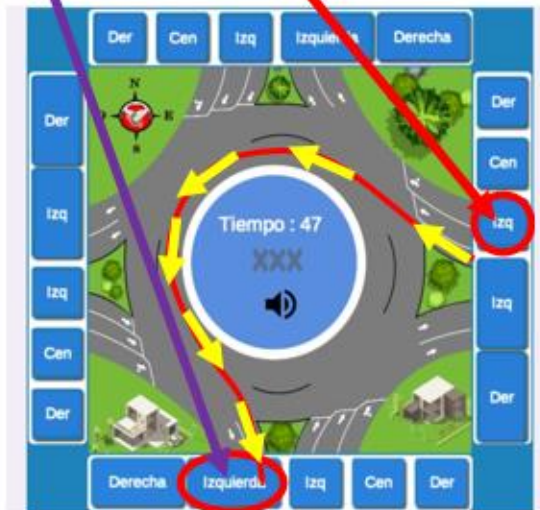 Der Cen Izq Izquierda Derecha
N
E
Der
Izq
Izq
Cen
Der
Tiempo : 47
XXX
Der
Cen
Izq
Izq
Der
Derecha Izquierda Izq Cen Der